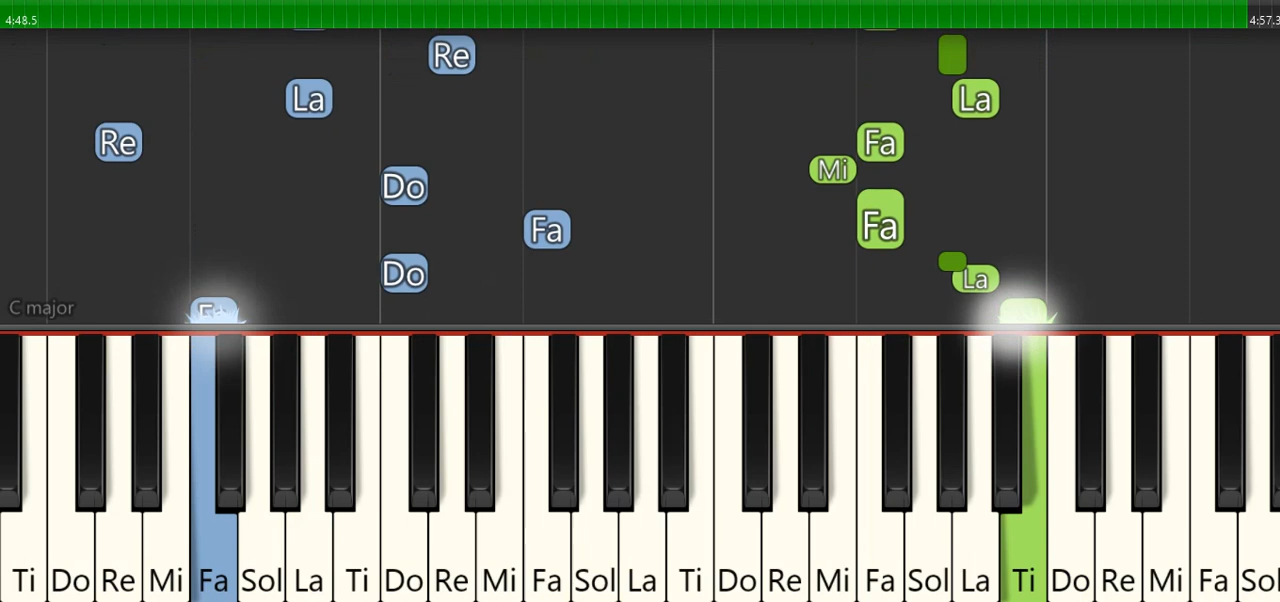 4:48.5 4:57.3
Re
La La
Re Fa
Mi
Do
Fa Fa
Do La
C major
Ti Do Re Mi Fa Sol La Ti Do Re Mi Fa Sol La Ti Do Re Mi Fa Sol La Ti Do Re Mi Fa Sol